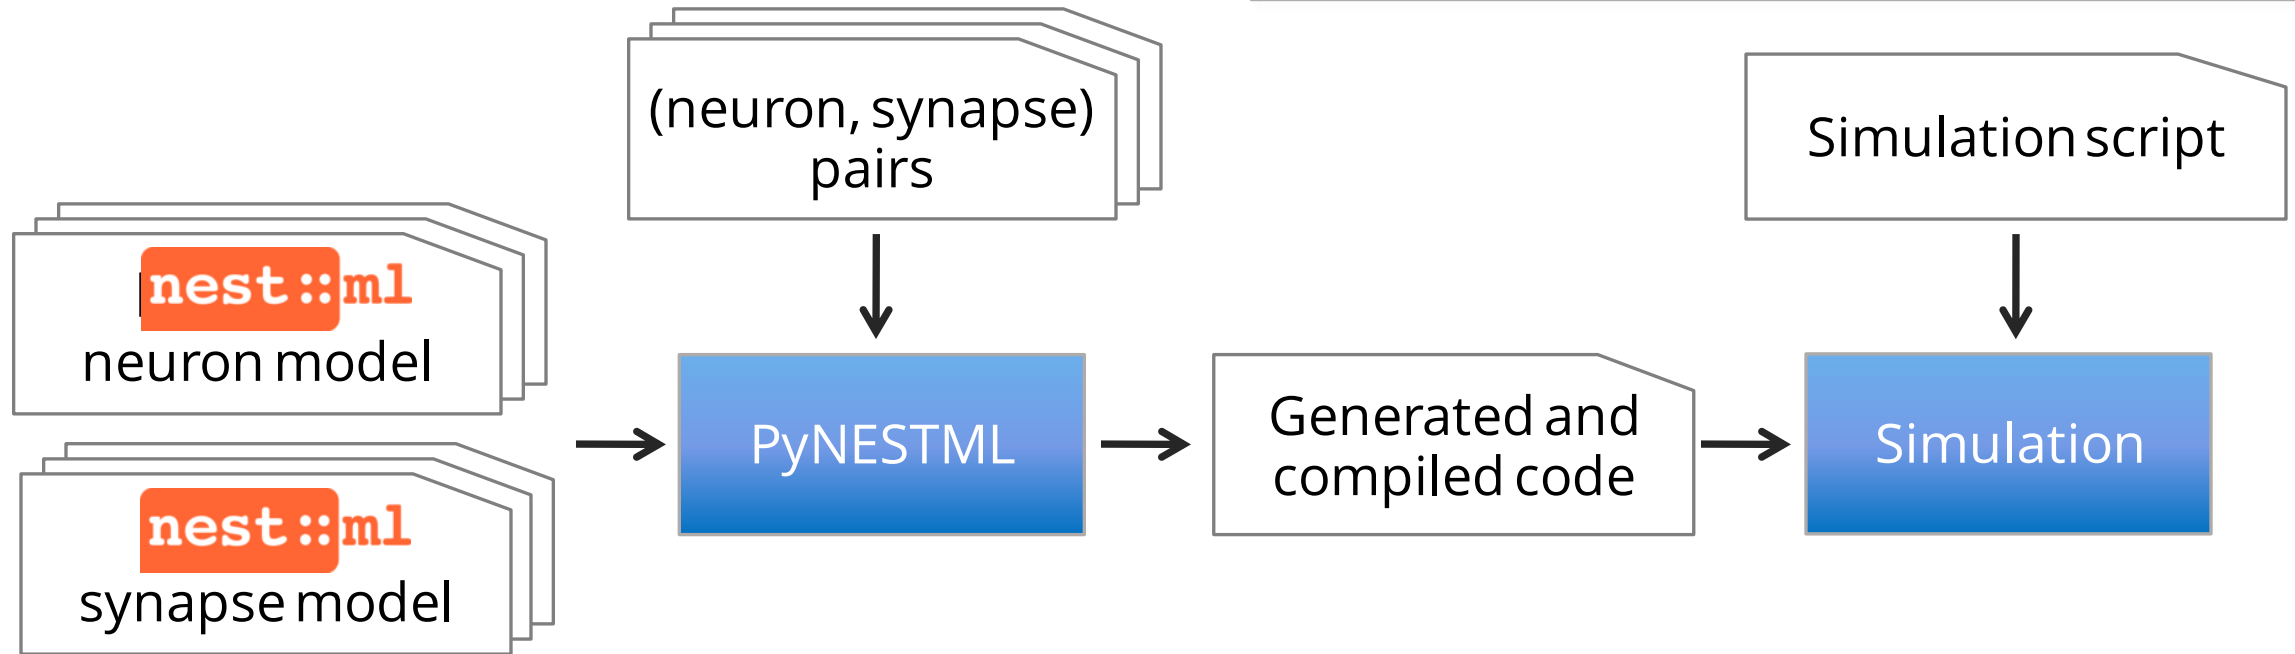 (neuron, synapse)
pairs
Simulation script
nest::ml
neuron model
nest::ml
synapse model
PyNESTML
Generated and
compiled code
Simulation